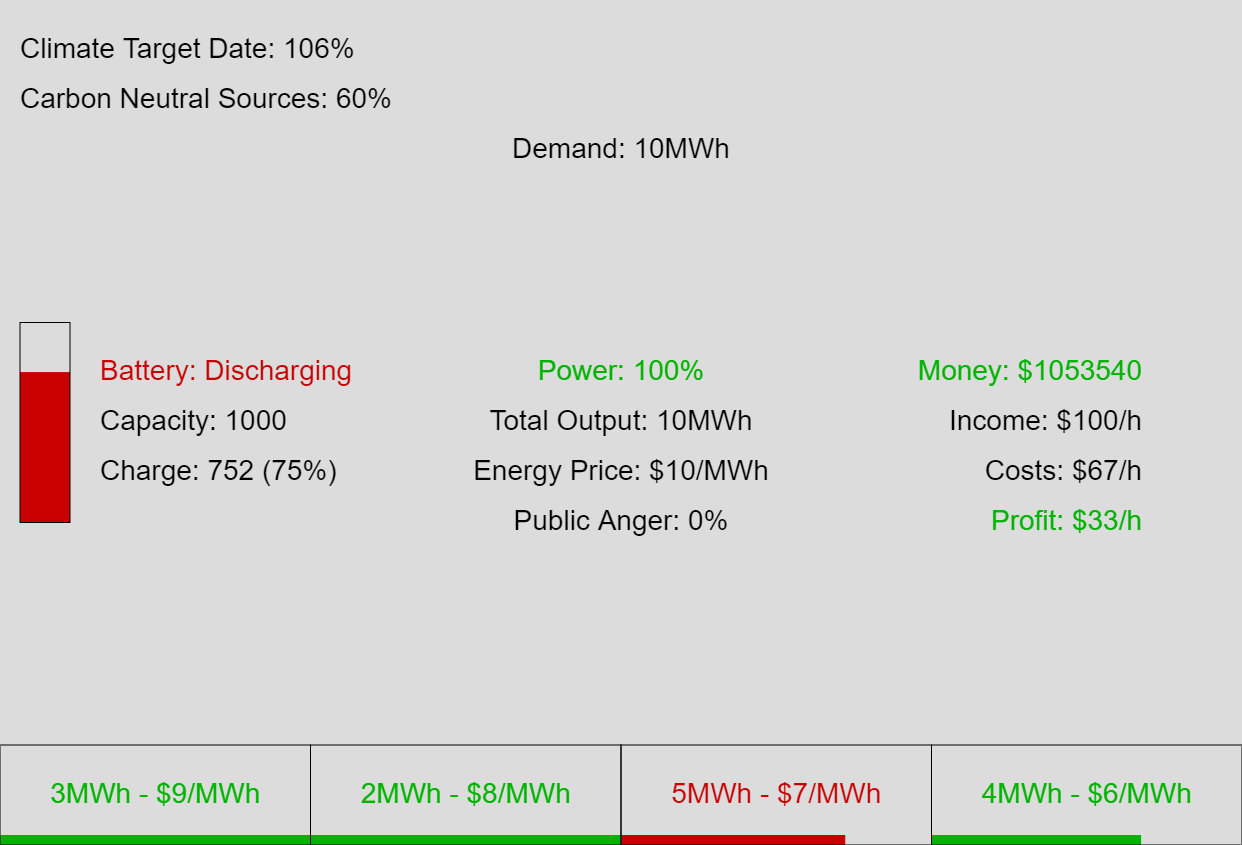 Climate Target Date: 106%
Carbon Neutral Sources: 60%
Demand: 10MWh
Battery: Discharging
Capacity: 1000
Charge: 752 (75%)
Power: 100%
Total Output: 10MWh
Energy Price: $10/MWh
Public Anger: 0%
Money: $1053540
Income: $100/h
Costs: $67/h
Profit: $33/h
3MWh - $9/MWh
2MWh - $8/MWh
5MWh - $7/MWh
4MWh - $6/MWh